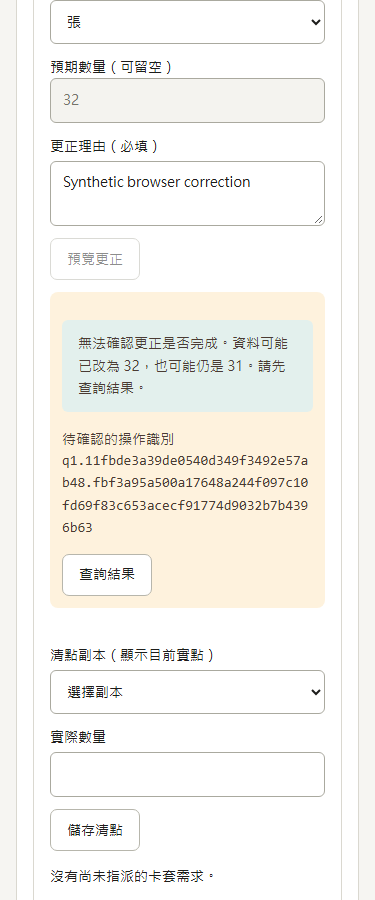 張
預期數量（可留空）
32
更正理由（必填）
Synthetic browser correction
預覽更正
無法確認更正是否完成。資料可能
已改為 32，也可能仍是 31。請先
查詢結果。
待確認的操作識別
q1.11fbde3a39de0540d349f3492e57a
b48.fbf3a95a500a17648a244f097c10
fd69f83c653acecf91774d9032b7b439
6b63
查詢結果
清點副本（顯示目前實點）
選擇副本
實際數量
儲存清點
沒有尚未指派的卡套需求。